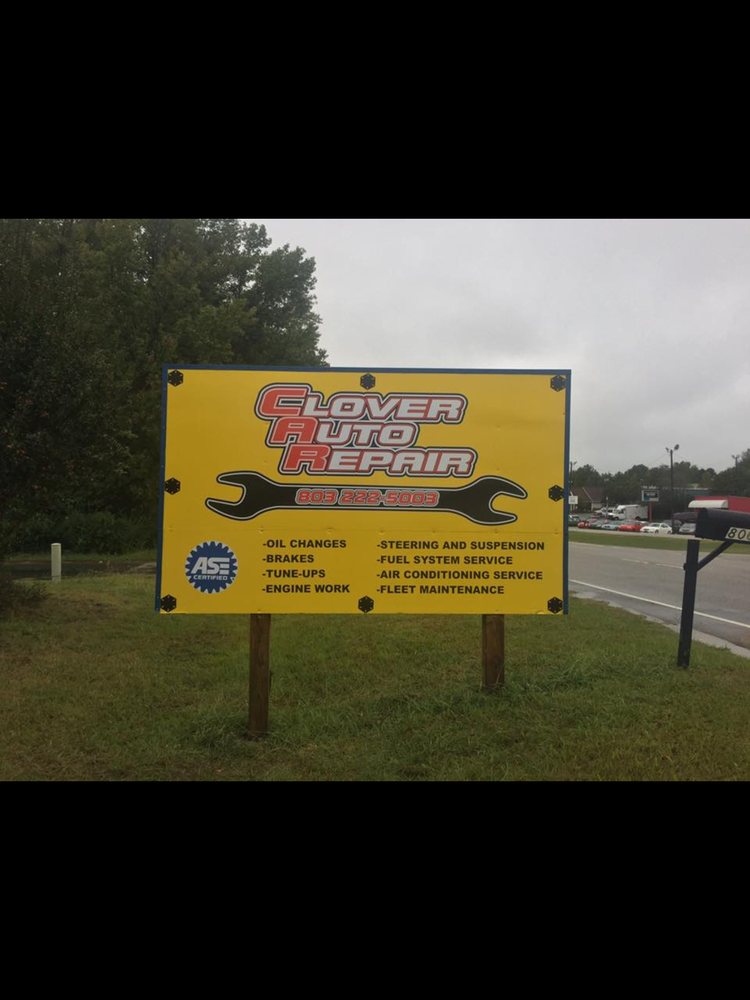 CLOVER
AUTO
REPAIR
803 222-5003
ASE
CERTIFIED
-OIL CHANGES
-BRAKES
-TUNE-UPS
-ENGINE WORK
-STEERING AND SUSPENSION
-FUEL SYSTEM SERVICE
-AIR CONDITIONING SERVICE
-FLEET MAINTENANCE